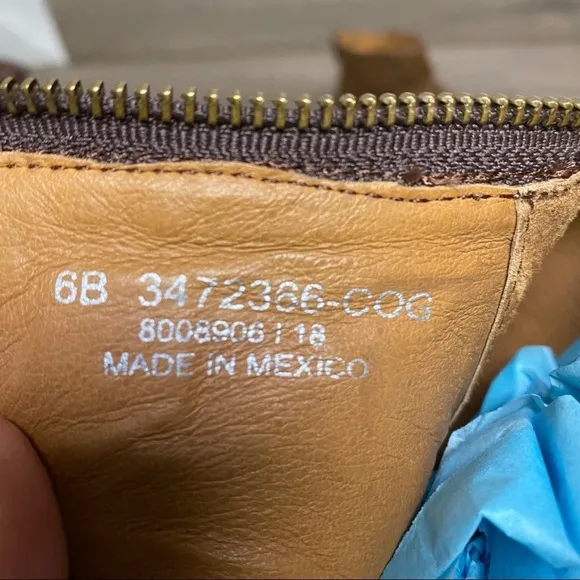 6B 3472366-COG
8008906 | 18
MADE IN MEXICO